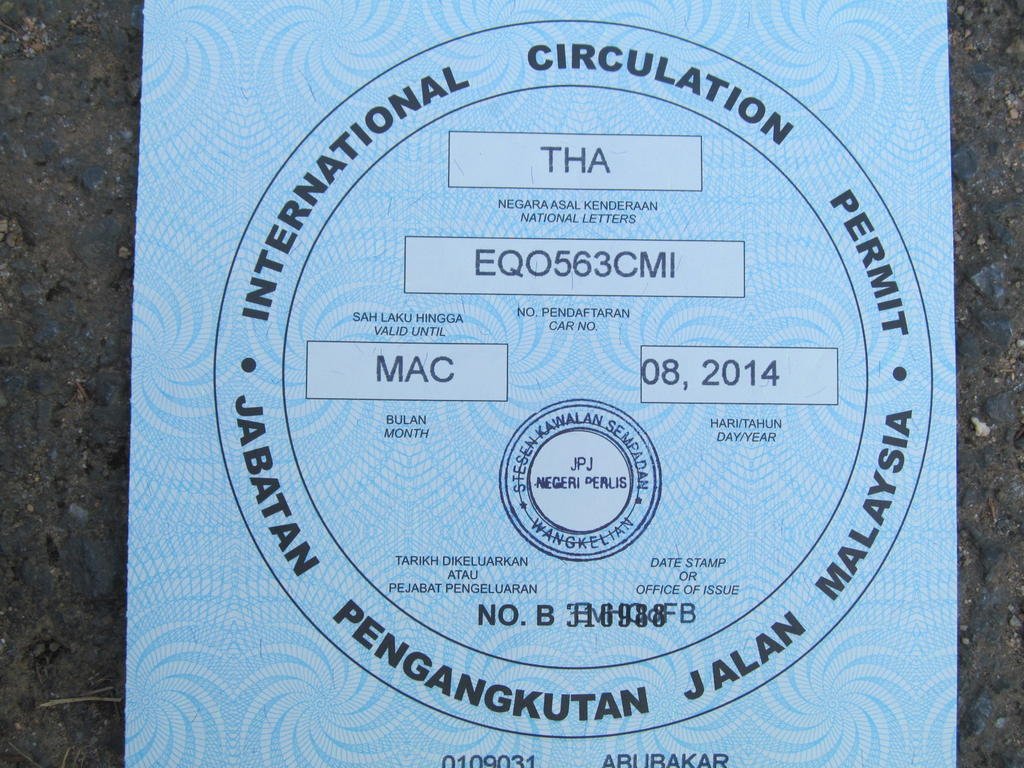 INTERNATIONAL CIRCULATION PERMIT
THA
NEGARA ASAL KENDERAAN
NATIONAL LETTERS
EQO563CMI
SAH LAKU HINGGA
VALID UNTIL
NO. PENDAFTARAN
CAR NO.
MAC
08, 2014
BULAN
MONTH
HARI/TAHUN
DAY/YEAR
STESEN KAWALAN SEMPADAN
JPJ
NEGERI PERLIS
WANGKELIAN
TARIKH DIKELUARKAN
ATAU
PEJABAT PENGELUARAN
DATE STAMP
OR
OFFICE OF ISSUE
NO. B 316988
JABATAN PENGANGKUTAN JALAN MALAYSIA
0109031 ABUBAKAR